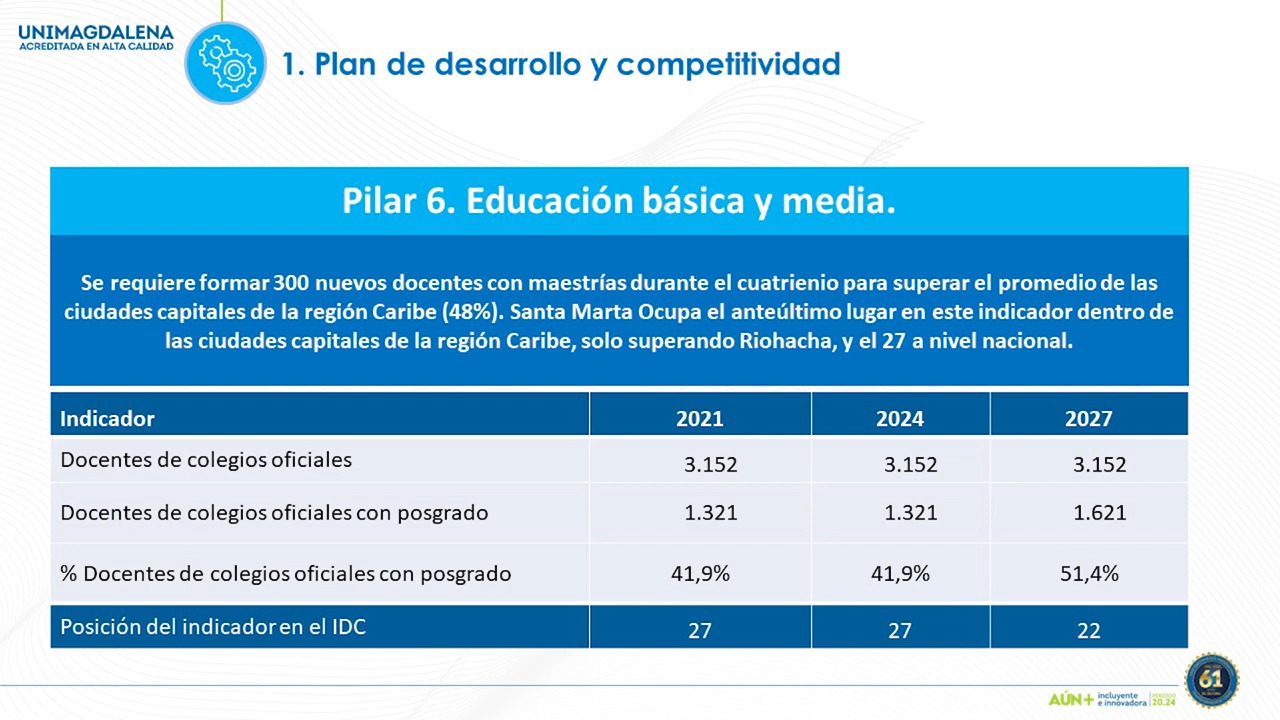 UNIMAGDALENA
ACREDITADA EN ALTA CALIDAD
1. Plan de desarrollo y competitividad
Pilar 6. Educación básica y media.
Se requiere formar 300 nuevos docentes con maestrías durante el cuatrienio para superar el promedio de las
ciudades capitales de la región Caribe (48%). Santa Marta Ocupa el anteúltimo lugar en este indicador dentro de
las ciudades capitales de la región Caribe, solo superando Riohacha, y el 27 a nivel nacional.
Indicador 2021 2024 2027
Docentes de colegios oficiales 3.152 3.152 3.152
Docentes de colegios oficiales con posgrado 1.321 1.321 1.621
% Docentes de colegios oficiales con posgrado 41,9% 41,9% 51,4%
Posición del indicador en el IDC 27 27 22
AÚN+ incluyente e innovadora PERIODO 20.24
61